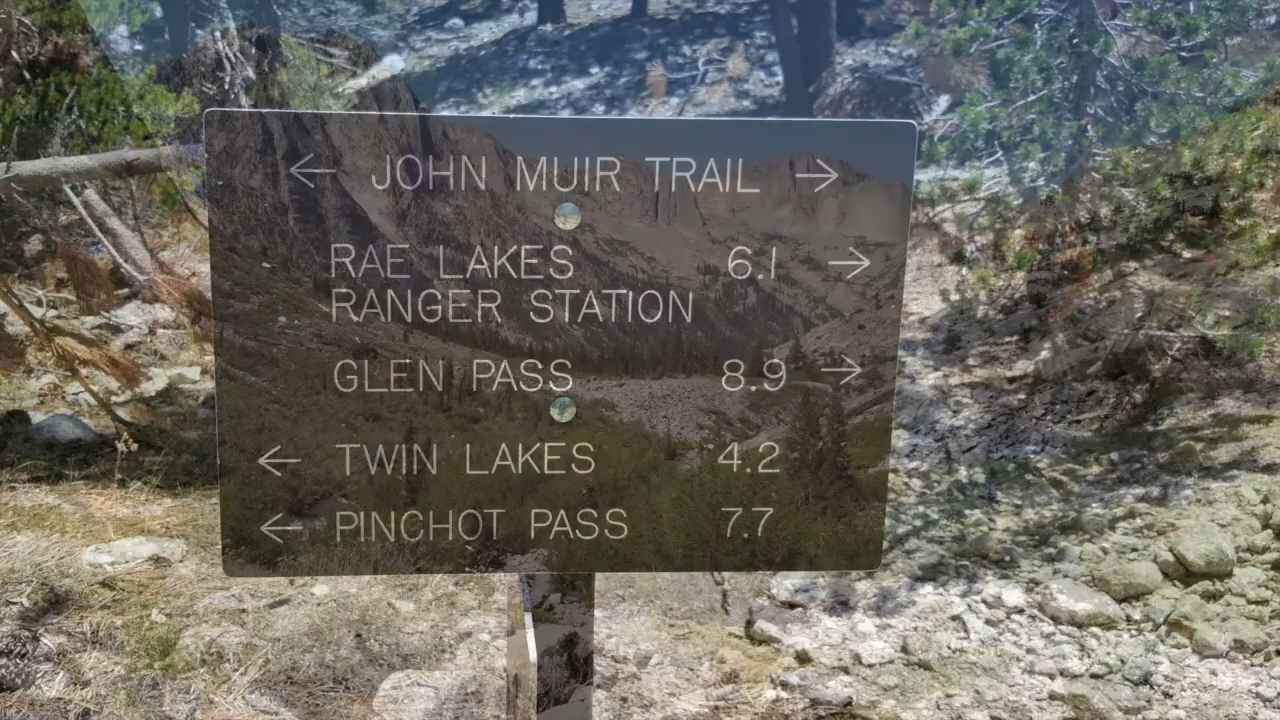 ← JOHN MUIR TRAIL →
RAE LAKES 6.1 →
RANGER STATION
GLEN PASS 8.9 →
← TWIN LAKES 4.2
← PINCHOT PASS 7.7